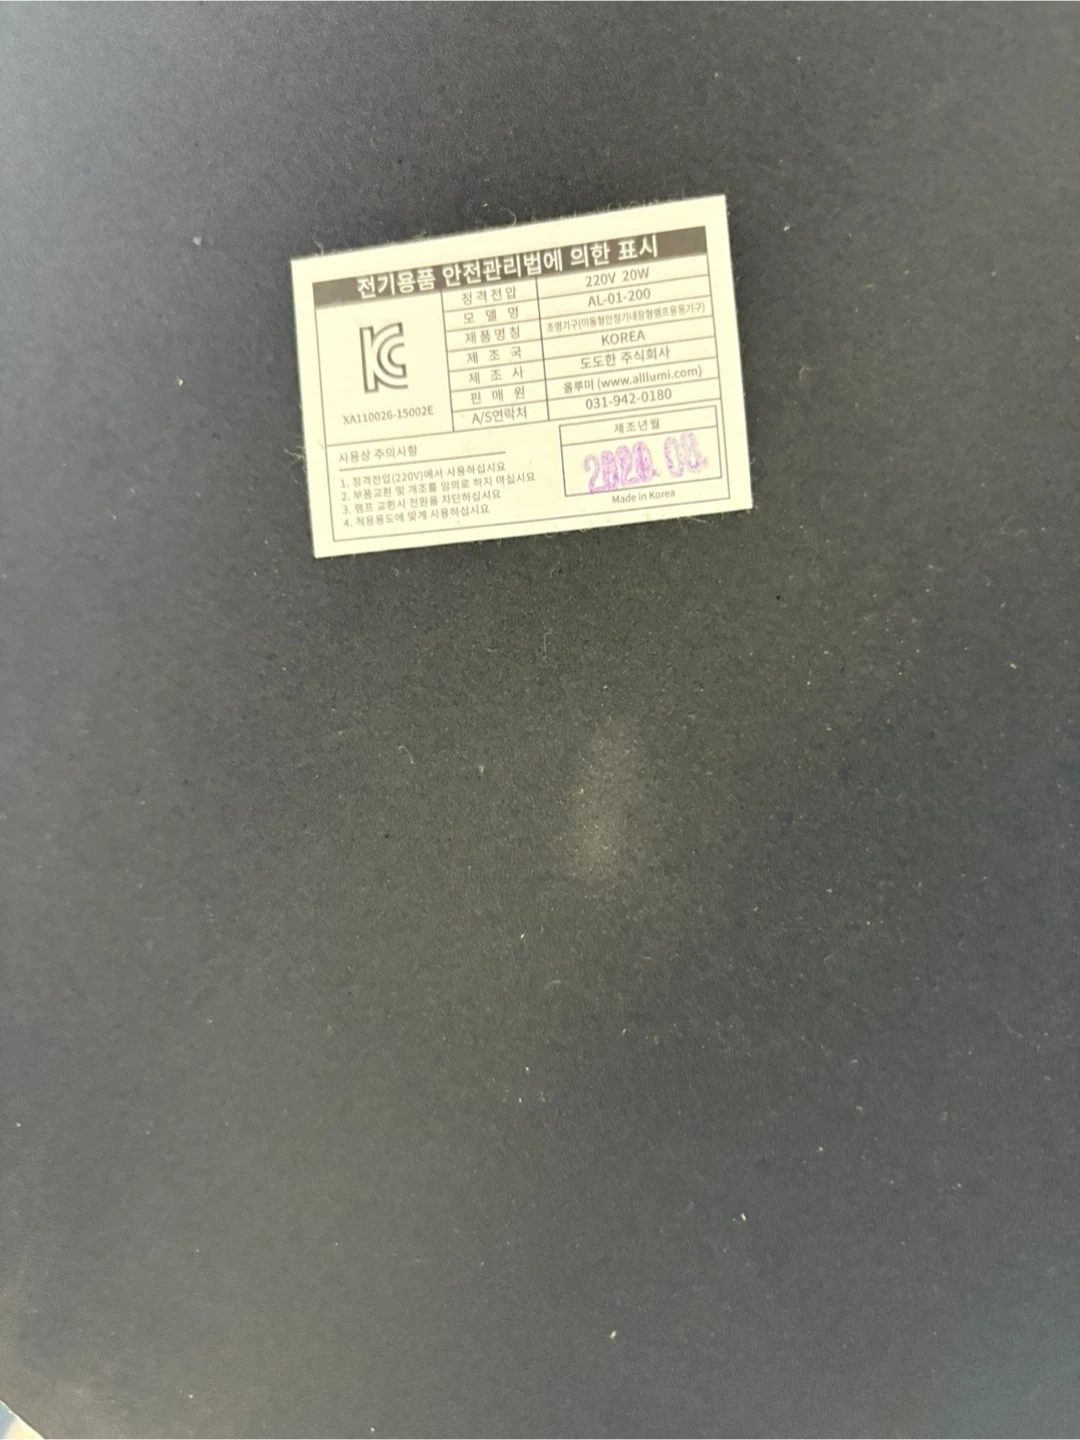 전기용품 안전관리법에 의한 표시
KC
XA110026-15002E
정격전압 220V 20W
모델명 AL-01-200
제품명칭 조명기구(이동형안정기내장형램프용등기구)
제조국 KOREA
제조사 도도한 주식회사
판매원 올루미 (www.alllumi.com)
A/S연락처 031-942-0180
사용상 주의사항
1. 정격전압(220V)에서 사용하십시요
2. 부품교환 및 개조를 임의로 하지 마십시요
3. 램프 교환시 전원을 차단하십시요
4. 적용용도에 맞게 사용하십시요
제조년월
2020. 08.
Made in Korea